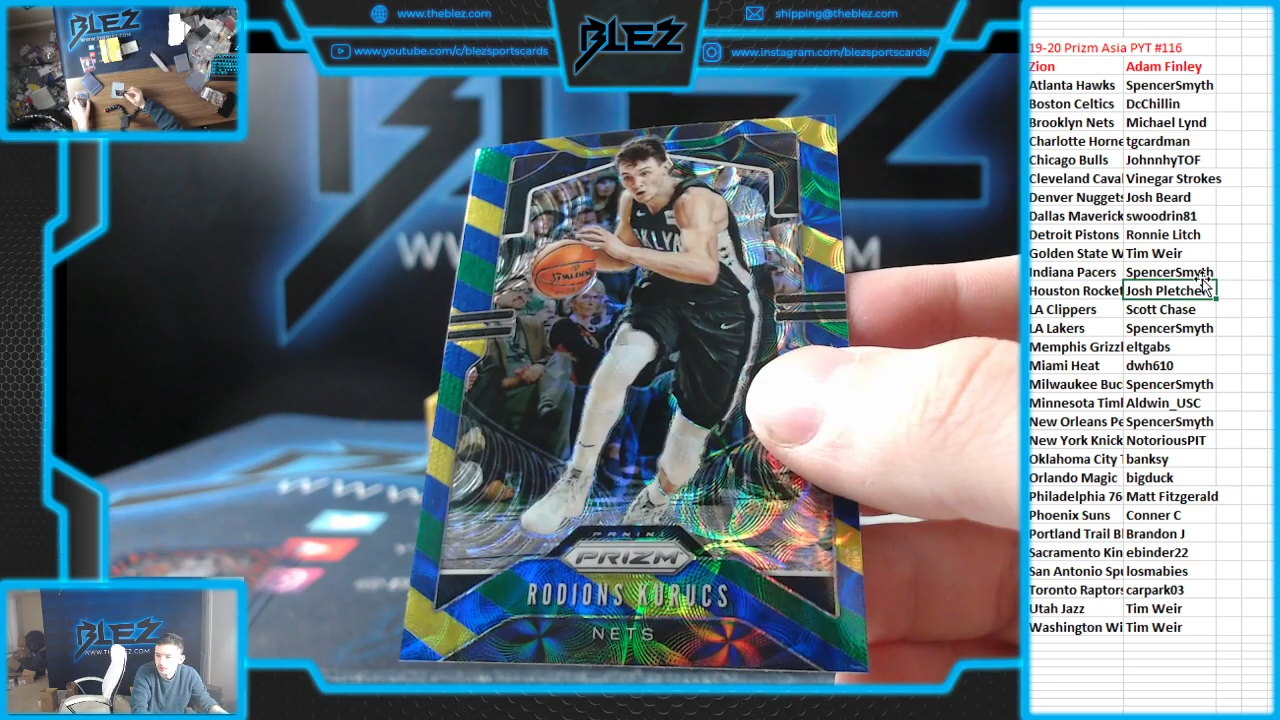 BLEZ
www.theblez.com
shipping@theblez.com
www.youtube.com/c/blezsportscards
www.instagram.com/blezsportscards/
BLEZ
WWW.THEBLEZ.COM
19-20 Prizm Asia PYT #116
Zion Adam Finley
Atlanta Hawks SpencerSmyth
Boston Celtics DcChillin
Brooklyn Nets Michael Lynd
Charlotte Horne tgcardman
Chicago Bulls JohnnhyTOF
Cleveland Caval Vinegar Strokes
Denver Nuggets Josh Beard
Dallas Maverick swoodrin81
Detroit Pistons Ronnie Litch
Golden State W Tim Weir
Indiana Pacers SpencerSmyth
Houston Rocket Josh Pletcher
LA Clippers Scott Chase
LA Lakers SpencerSmyth
Memphis Grizzl eltgabs
Miami Heat dwh610
Milwaukee Buc SpencerSmyth
Minnesota Timl Aldwin_USC
New Orleans Pe SpencerSmyth
New York Knick NotoriousPIT
Oklahoma City T banksy
Orlando Magic bigduck
Philadelphia 76 Matt Fitzgerald
Phoenix Suns Conner C
Portland Trail B Brandon J
Sacramento Kin ebinder22
San Antonio Spu losmabies
Toronto Raptors carpark03
Utah Jazz Tim Weir
Washington Wi Tim Weir
SPALDING
PANINI
PRIZM
RODIONS KURUCS
NETS
BLEZ
WWW.THEBLEZ.COM